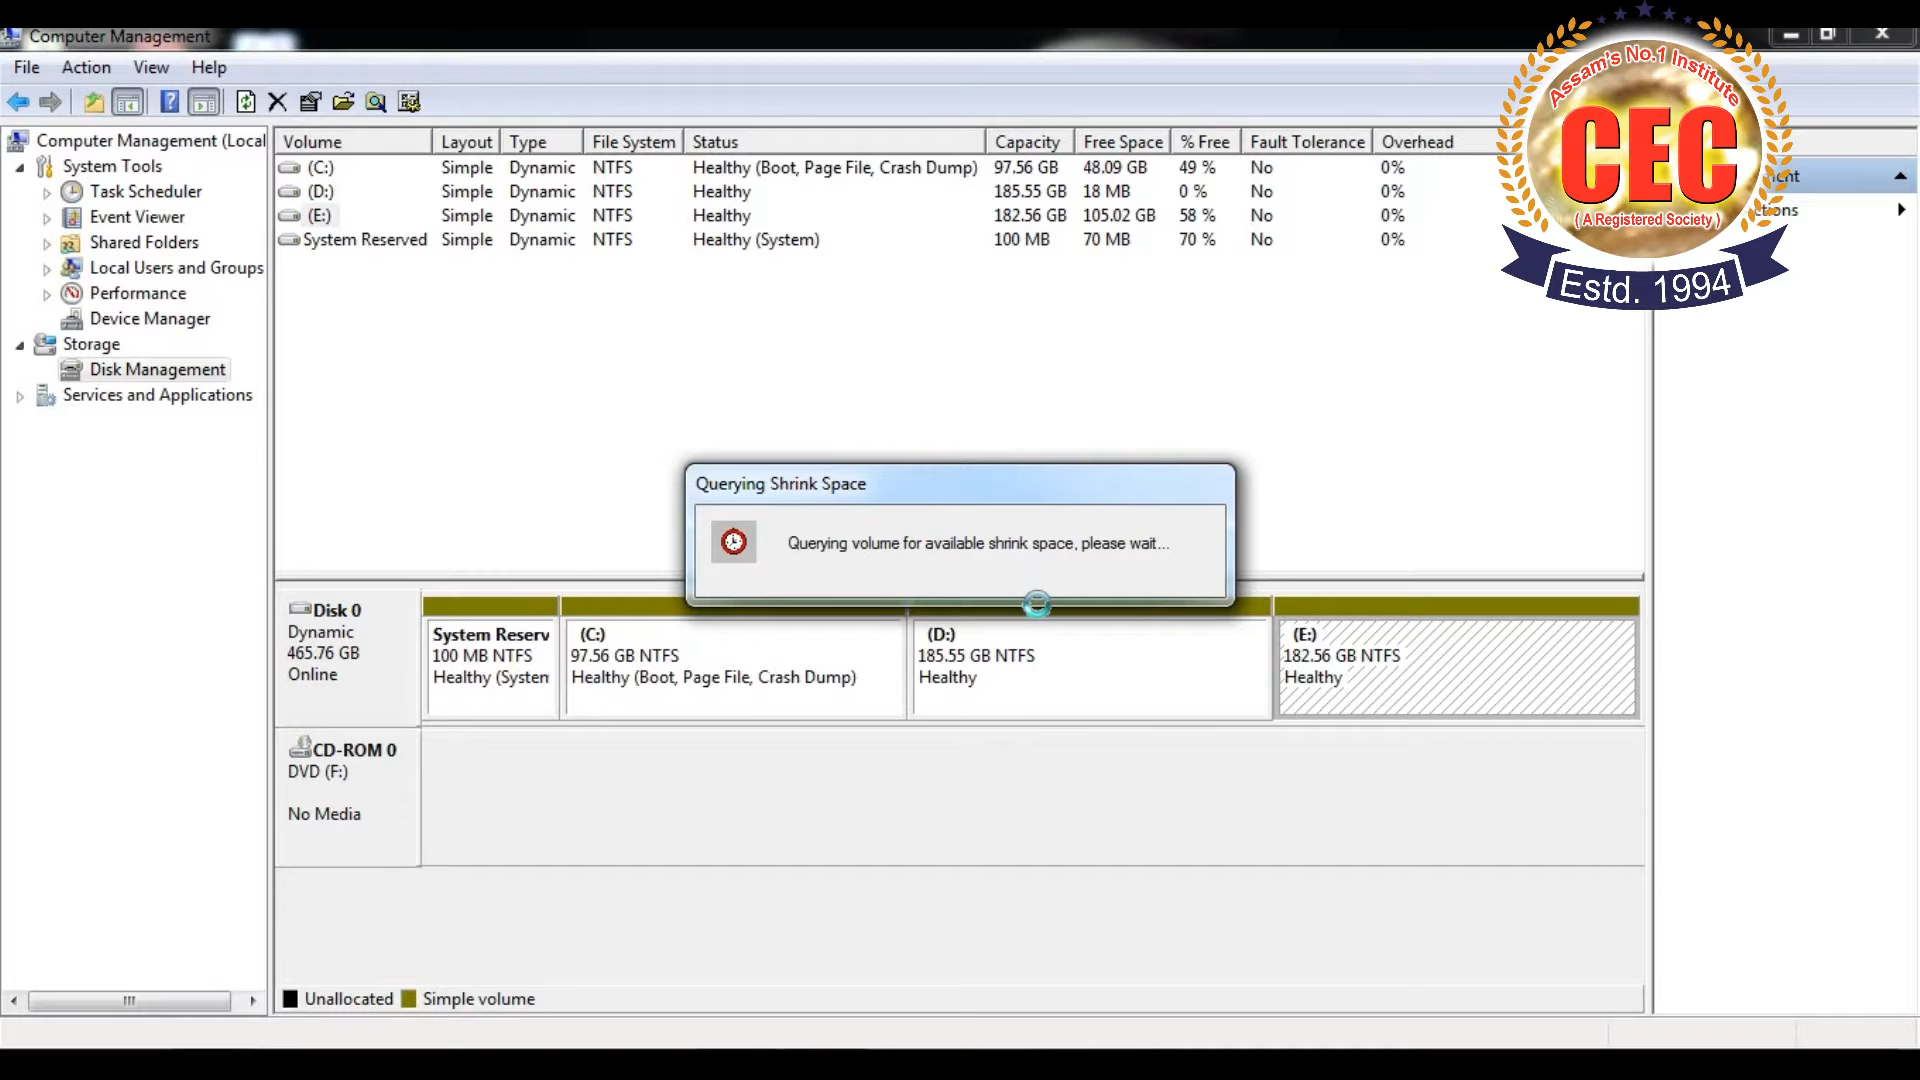 Computer Management
File Action View Help
Computer Management (Local
System Tools
Task Scheduler
Event Viewer
Shared Folders
Local Users and Groups
Performance
Device Manager
Storage
Disk Management
Services and Applications
Volume Layout Type File System Status Capacity Free Space % Free Fault Tolerance Overhead
(C:) Simple Dynamic NTFS Healthy (Boot, Page File, Crash Dump) 97.56 GB 48.09 GB 49 % No 0%
(D:) Simple Dynamic NTFS Healthy 185.55 GB 18 MB 0 % No 0%
(E:) Simple Dynamic NTFS Healthy 182.56 GB 105.02 GB 58 % No 0%
System Reserved Simple Dynamic NTFS Healthy (System) 100 MB 70 MB 70 % No 0%
Querying Shrink Space
Querying volume for available shrink space, please wait...
Disk 0
Dynamic
465.76 GB
Online
System Reserv
100 MB NTFS
Healthy (System
(C:)
97.56 GB NTFS
Healthy (Boot, Page File, Crash Dump)
(D:)
185.55 GB NTFS
Healthy
(E:)
182.56 GB NTFS
Healthy
CD-ROM 0
DVD (F:)
No Media
Unallocated Simple volume
Assam's No.1 Institute
CEC
( A Registered Society )
Estd. 1994